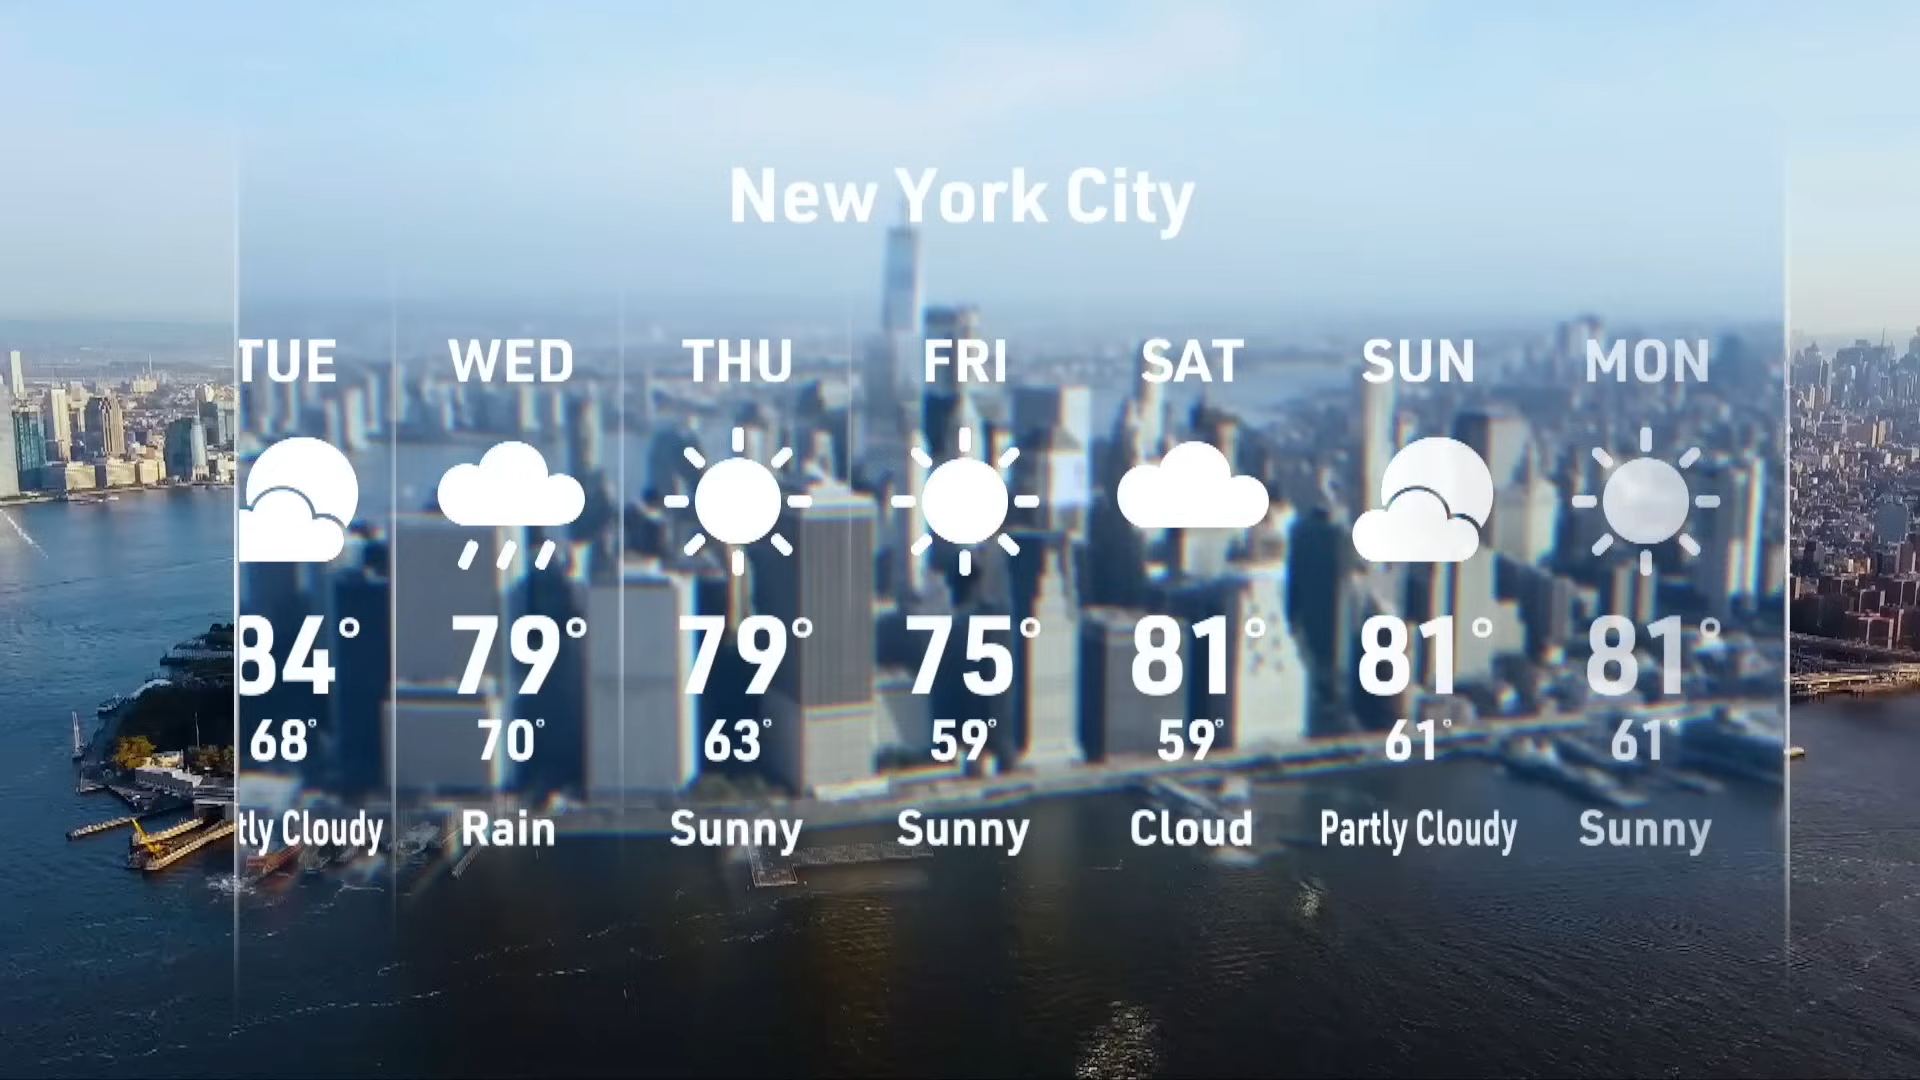 New York City
TUE WED THU FRI SAT SUN MON
84° 79° 79° 75° 81° 81° 81°
68° 70° 63° 59° 59° 61° 61°
tly Cloudy Rain Sunny Sunny Cloud Partly Cloudy Sunny